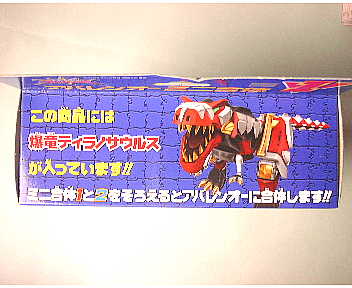 この商品には
爆竜ティラノサウルス
が入っています!!
ミニ合体1と2をそろえるとアバレンオーに合体します!!